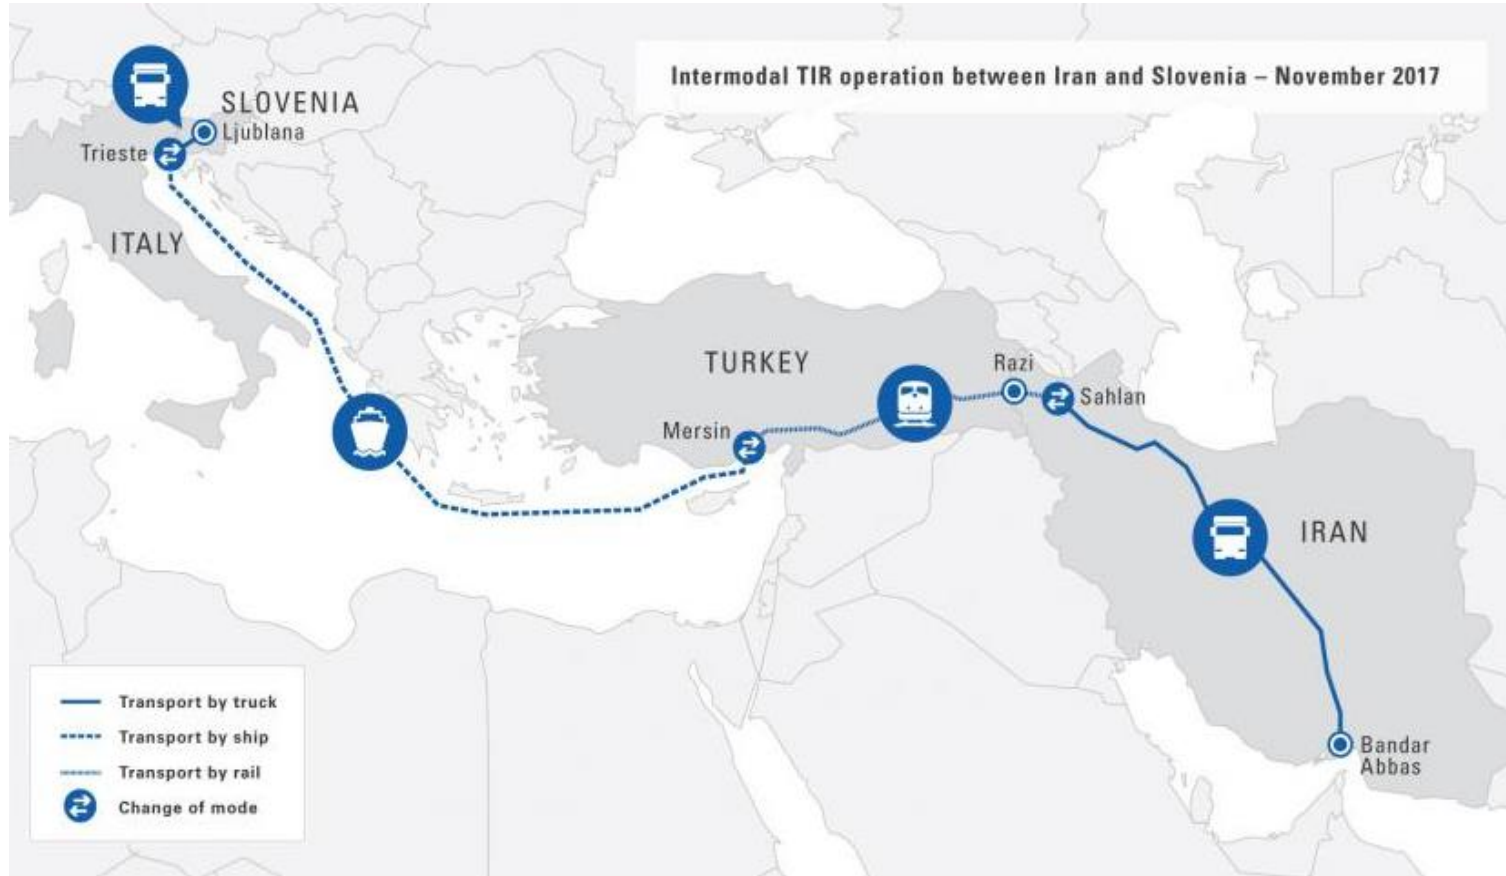 Intermodal TIR operation between Iran and Slovenia – November 2017
SLOVENIA
Ljublana
Trieste
ITALY
TURKEY
Razi
Sahlan
Mersin
IRAN
Bandar
Abbas
Transport by truck
Transport by ship
Transport by rail
Change of mode